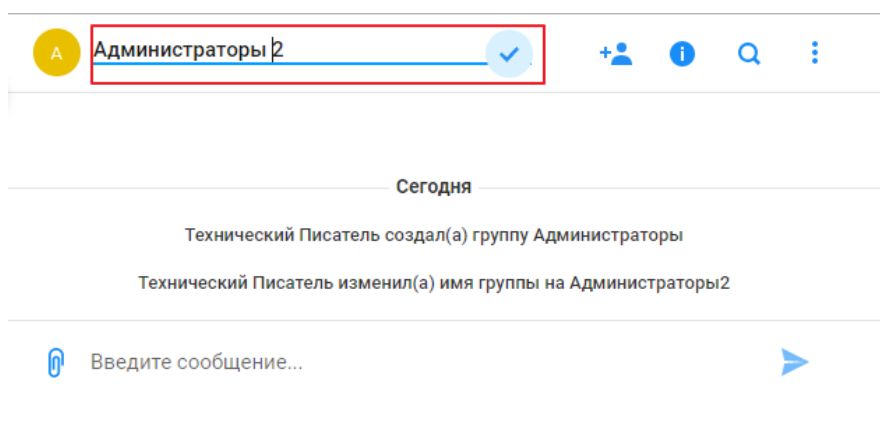 А
Администраторы 2
Сегодня
Технический Писатель создал(а) группу Администраторы
Технический Писатель изменил(а) имя группы на Администраторы2
Введите сообщение...